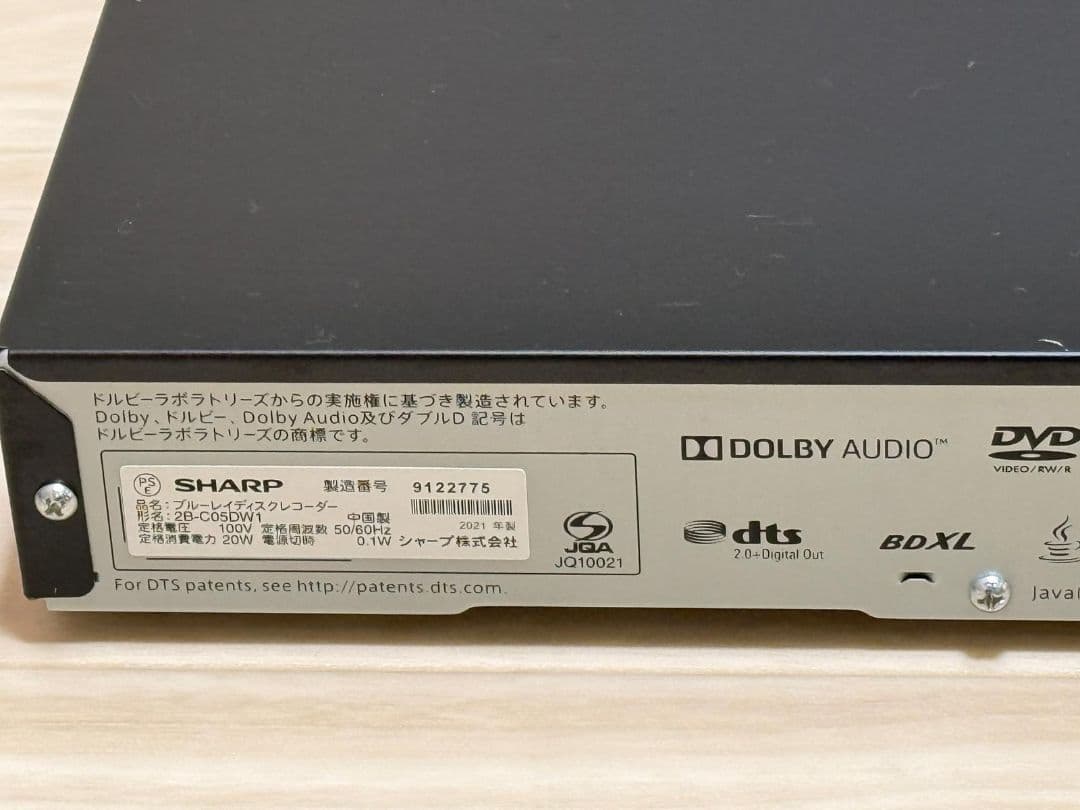 ドルビーラボラトリーズからの実施権に基づき製造されています。
Dolby、ドルビー、Dolby Audio及びダブルD 記号は
ドルビーラボラトリーズの商標です。
PS
E
SHARP 製造番号 9122775
品名：ブルーレイディスクレコーダー
形名：2B-C05DW1 中国製 2021 年製
定格電圧 100V 定格周波数 50/60Hz
定格消費電力 20W 電源切時 0.1W シャープ株式会社
JQA
JQ10021
For DTS patents, see http://patents.dts.com.
DOLBY AUDIO™
DVD
VIDEO/RW/R
dts
2.0+Digital Out
BDXL
Java